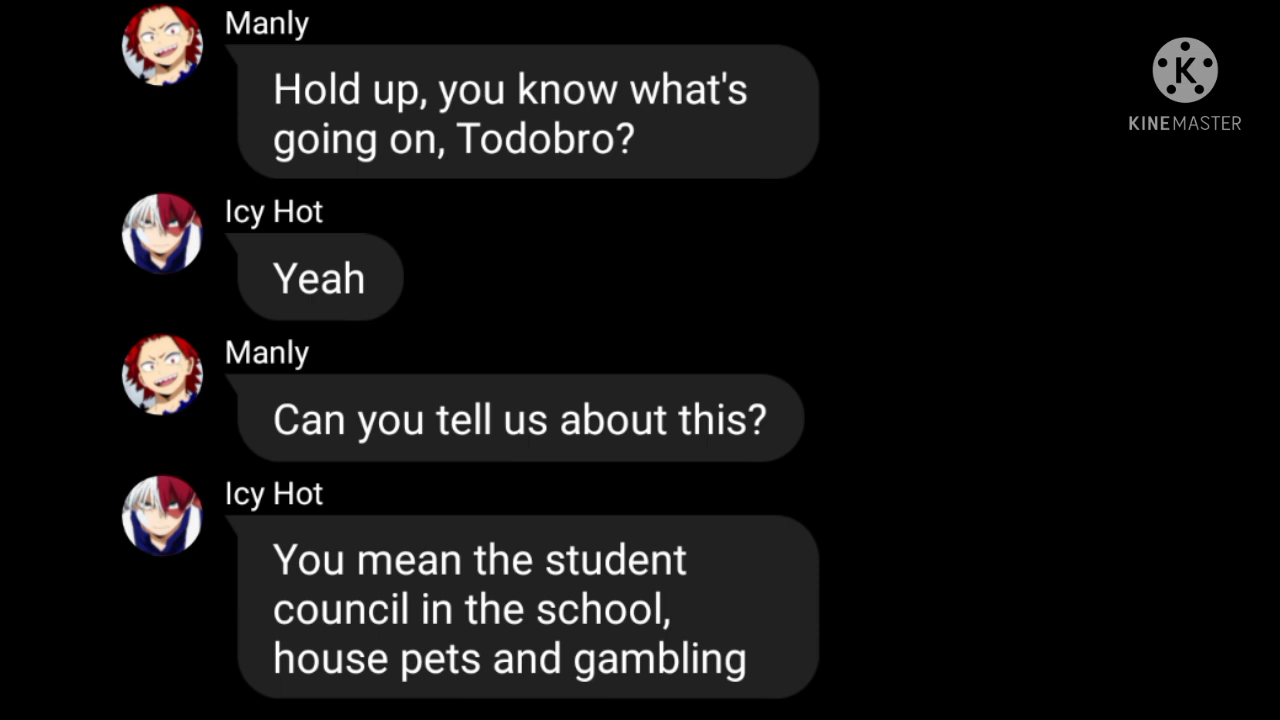 Manly
Hold up, you know what's
going on, Todobro?
K
KINEMASTER
Icy Hot
Yeah
Manly
Can you tell us about this?
Icy Hot
You mean the student
council in the school,
house pets and gambling